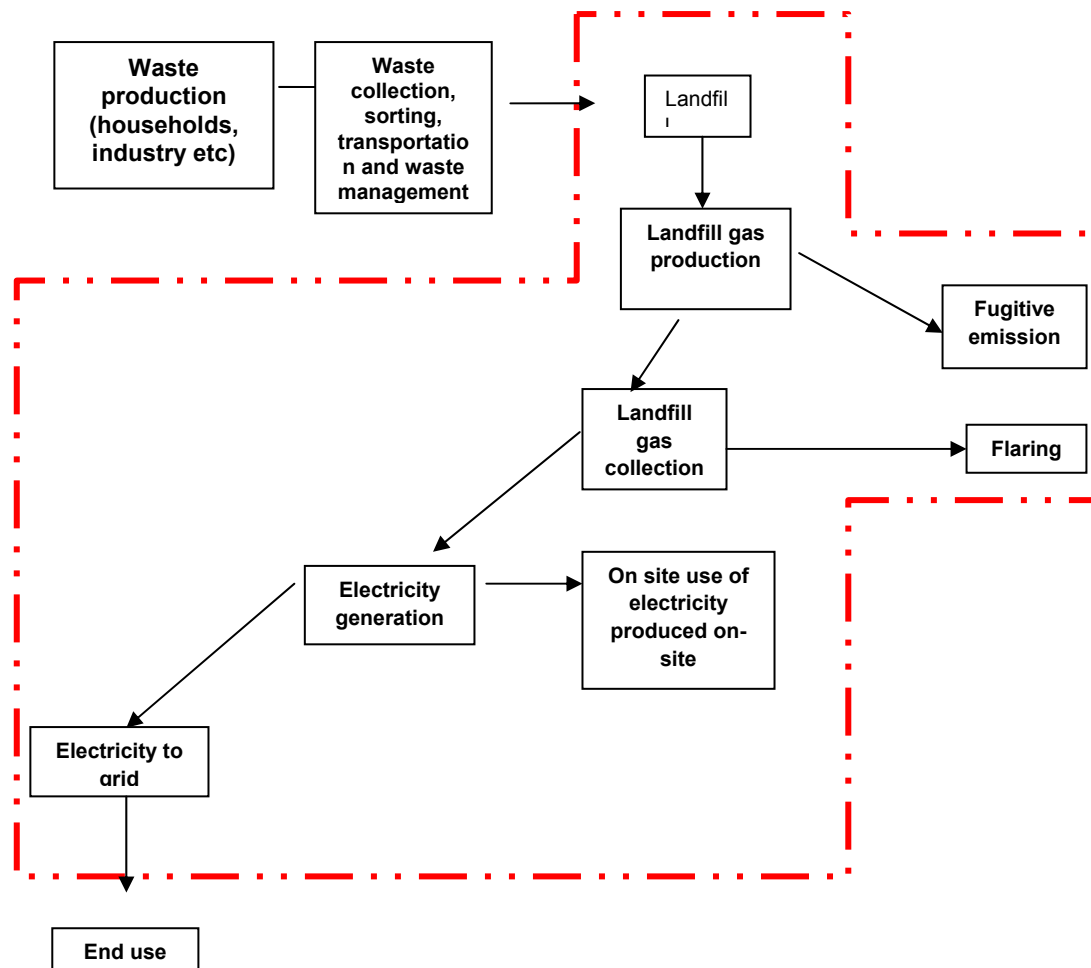 Waste
production
(households,
industry etc)
Waste
collection,
sorting,
transportatio
n and waste
management
Landfil
l
Landfill gas
production
Fugitive
emission
Landfill
gas
collection
Flaring
Electricity
generation
On site use of
electricity
produced on-
site
Electricity to
grid
End use